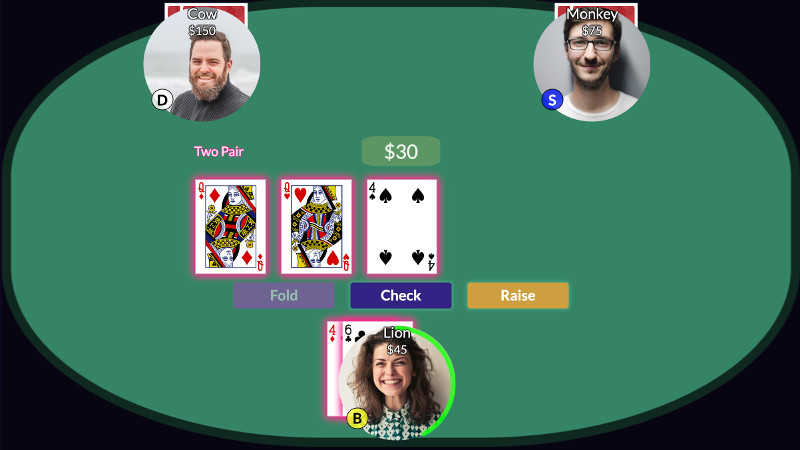 Cow
$150
D
Monkey
$75
S
Two Pair
$30
Q
Q
Q
Q
4
4
Fold
Check
Raise
4
6
Lion
$45
B